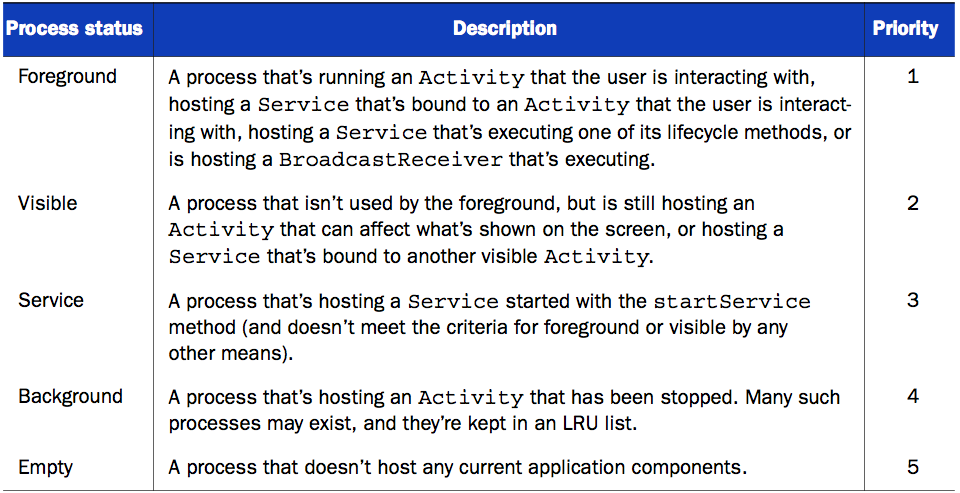 Process status Description Priority
Foreground A process that's running an Activity that the user is interacting with, 1
hosting a Service that's bound to an Activity that the user is interact-
ing with, hosting a Service that's executing one of its lifecycle methods, or
is hosting a BroadcastReceiver that's executing.
Visible A process that isn't used by the foreground, but is still hosting an 2
Activity that can affect what's shown on the screen, or hosting a
Service that's bound to another visible Activity.
Service A process that's hosting a Service started with the startService 3
method (and doesn't meet the criteria for foreground or visible by any
other means).
Background A process that's hosting an Activity that has been stopped. Many such 4
processes may exist, and they're kept in an LRU list.
Empty A process that doesn't host any current application components. 5